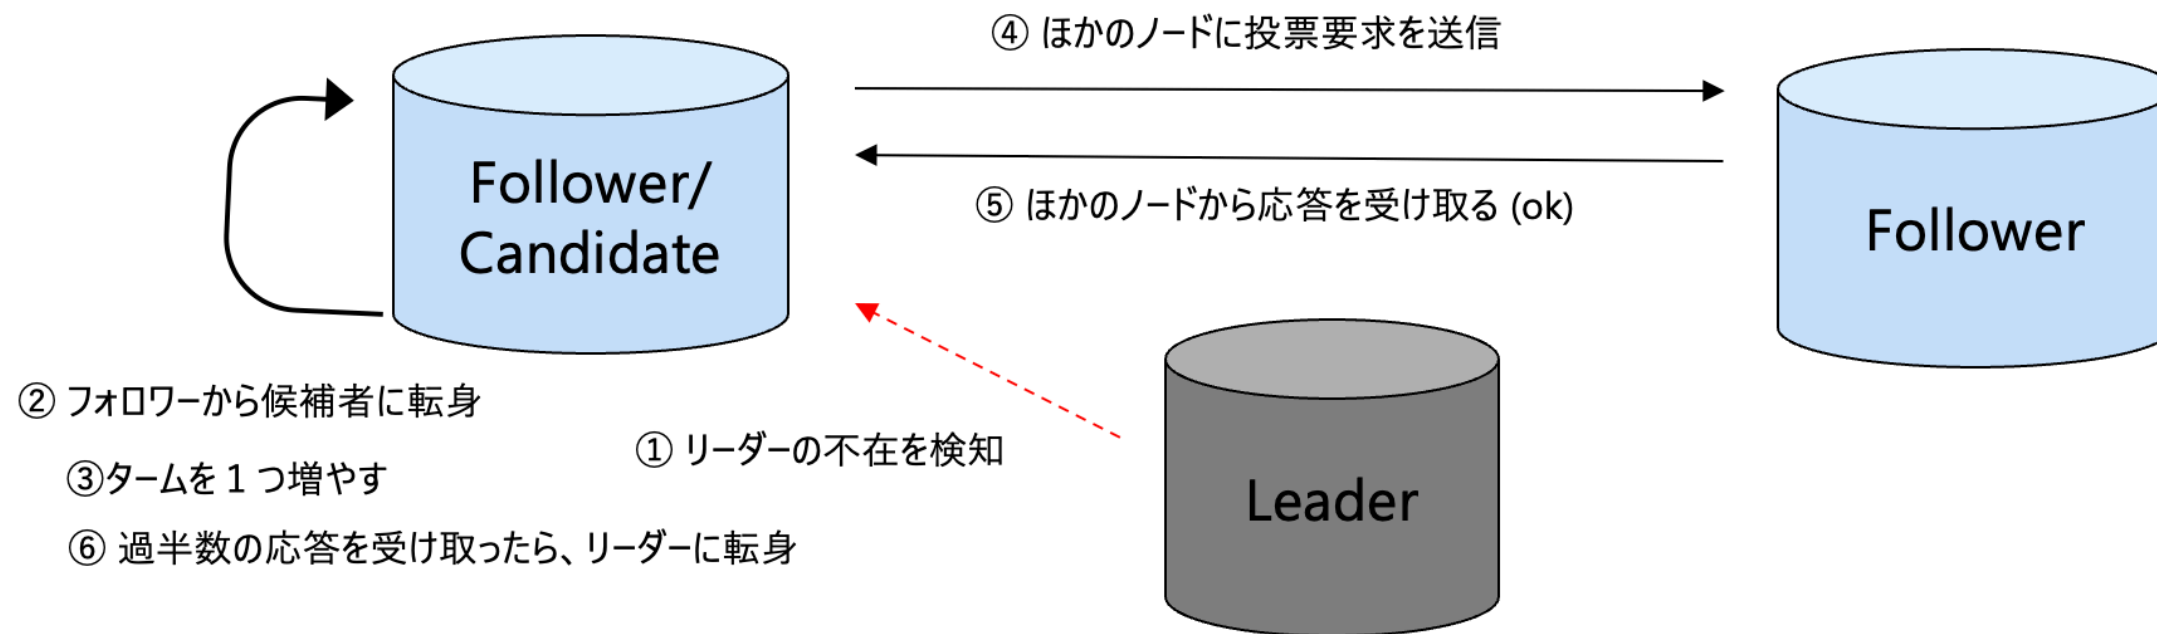 ④ ほかのノードに投票要求を送信
Follower/
Candidate
⑤ ほかのノードから応答を受け取る (ok)
Follower
② フォロワーから候補者に転身
① リーダーの不在を検知
③タームを1つ増やす
Leader
⑥ 過半数の応答を受け取ったら、リーダーに転身